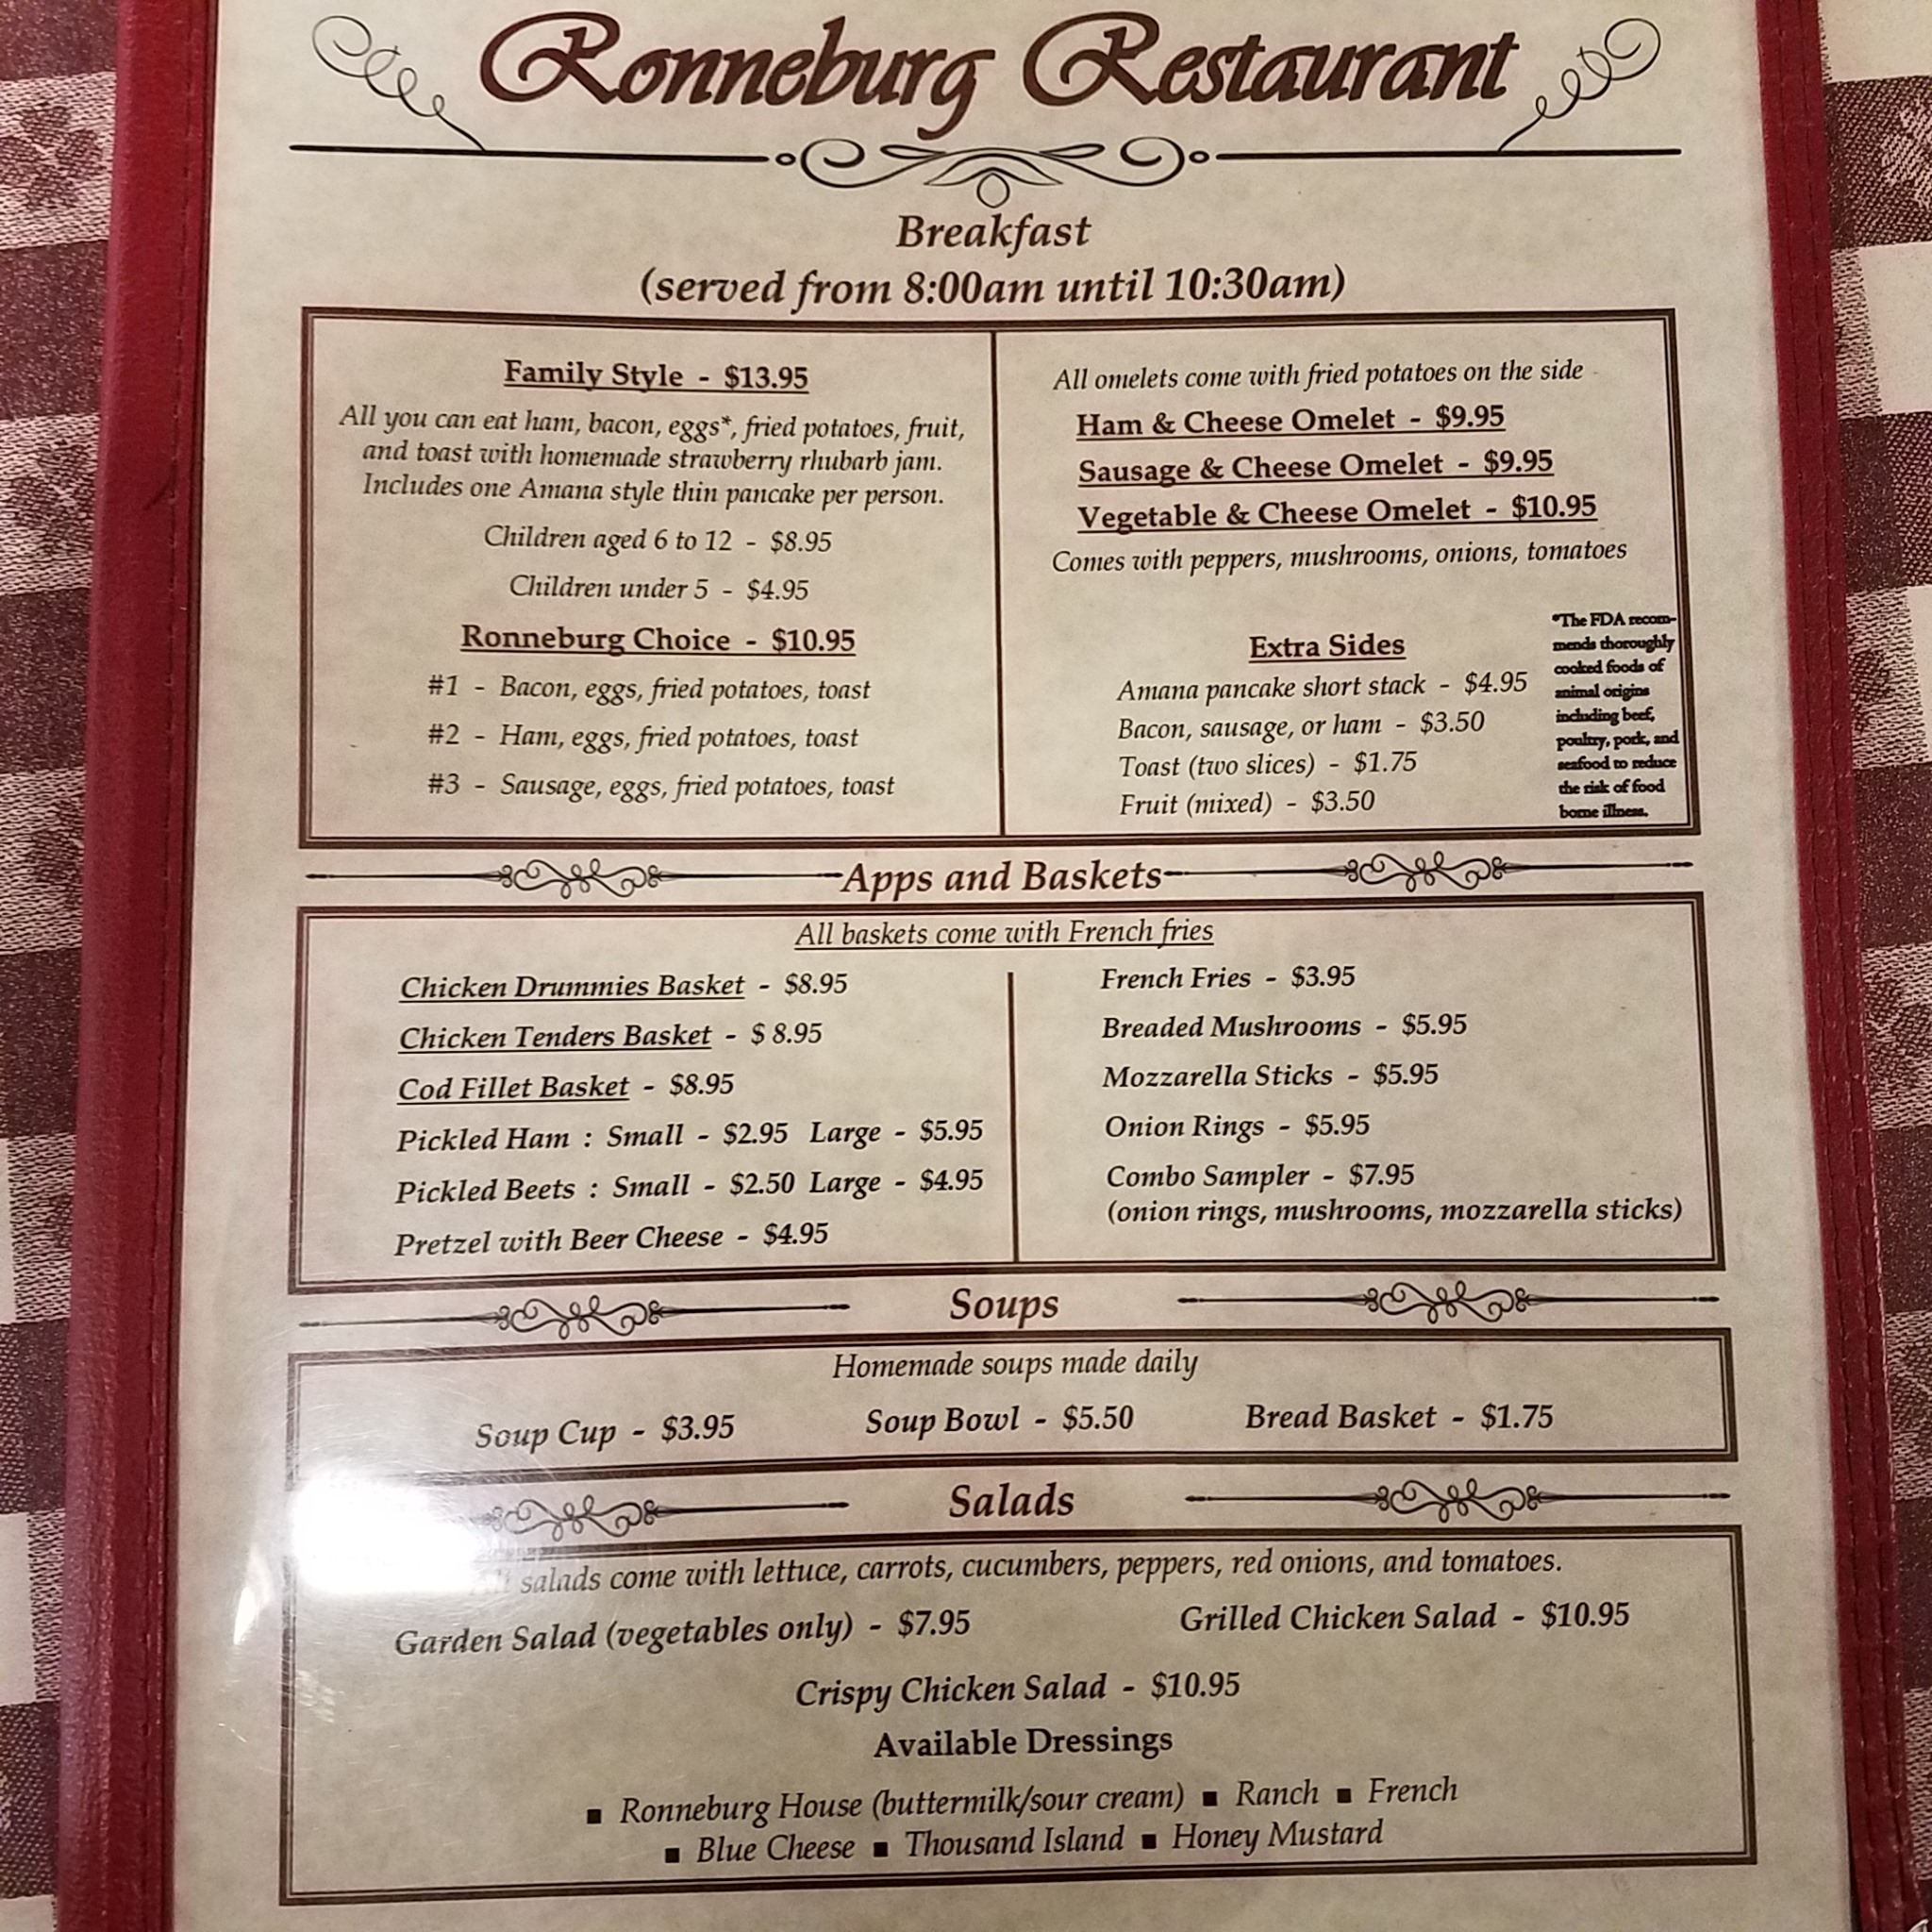 Ronneburg Restaurant
Breakfast
(served from 8:00am until 10:30am)
Family Style - $13.95
All you can eat ham, bacon, eggs*, fried potatoes, fruit,
and toast with homemade strawberry rhubarb jam.
Includes one Amana style thin pancake per person.
Children aged 6 to 12 - $8.95
Children under 5 - $4.95
Ronneburg Choice - $10.95
#1 - Bacon, eggs, fried potatoes, toast
#2 - Ham, eggs, fried potatoes, toast
#3 - Sausage, eggs, fried potatoes, toast
All omelets come with fried potatoes on the side
Ham & Cheese Omelet - $9.95
Sausage & Cheese Omelet - $9.95
Vegetable & Cheese Omelet - $10.95
Comes with peppers, mushrooms, onions, tomatoes
Extra Sides
Amana pancake short stack - $4.95
Bacon, sausage, or ham - $3.50
Toast (two slices) - $1.75
Fruit (mixed) - $3.50
*The FDA recom-
mends thoroughly
cooked foods of
animal origins
including beef,
poultry, pork, and
seafood to reduce
the risk of food
borne illness.
Apps and Baskets
All baskets come with French fries
Chicken Drummies Basket - $8.95
Chicken Tenders Basket - $ 8.95
Cod Fillet Basket - $8.95
Pickled Ham : Small - $2.95 Large - $5.95
Pickled Beets : Small - $2.50 Large - $4.95
Pretzel with Beer Cheese - $4.95
French Fries - $3.95
Breaded Mushrooms - $5.95
Mozzarella Sticks - $5.95
Onion Rings - $5.95
Combo Sampler - $7.95
(onion rings, mushrooms, mozzarella sticks)
Soups
Homemade soups made daily
Soup Cup - $3.95 Soup Bowl - $5.50 Bread Basket - $1.75
Salads
All salads come with lettuce, carrots, cucumbers, peppers, red onions, and tomatoes.
Garden Salad (vegetables only) - $7.95 Grilled Chicken Salad - $10.95
Crispy Chicken Salad - $10.95
Available Dressings
▪ Ronneburg House (buttermilk/sour cream) ▪ Ranch ▪ French
▪ Blue Cheese ▪ Thousand Island ▪ Honey Mustard